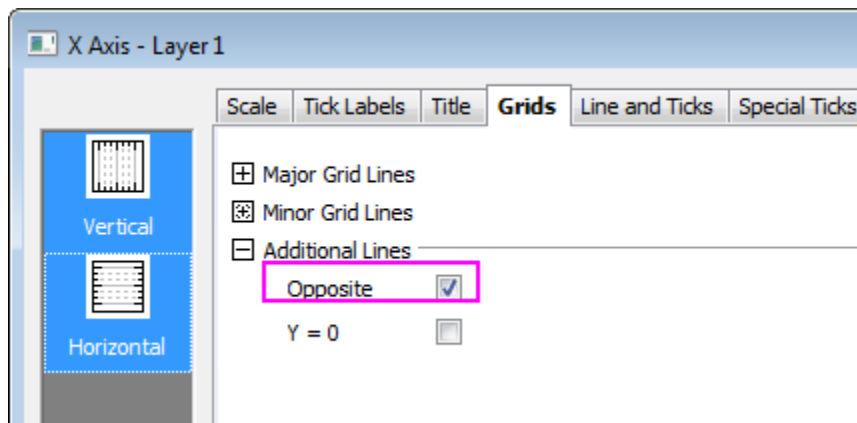 X Axis - Layer 1
Scale Tick Labels Title Grids Line and Ticks Special Ticks
Vertical
Horizontal
Major Grid Lines
Minor Grid Lines
Additional Lines
Opposite
Y = 0